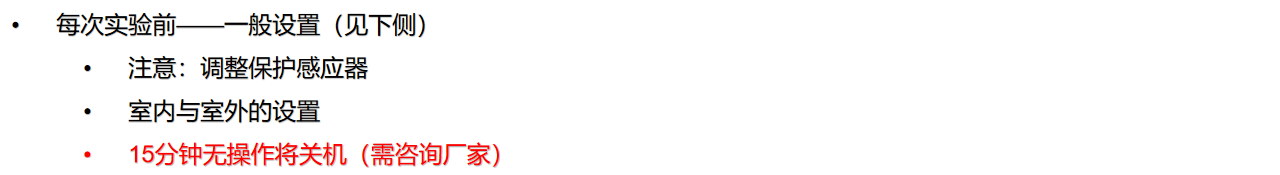 • 每次实验前——一般设置（见下侧）
• 注意：调整保护感应器
• 室内与室外的设置
• 15分钟无操作将关机（需咨询厂家）